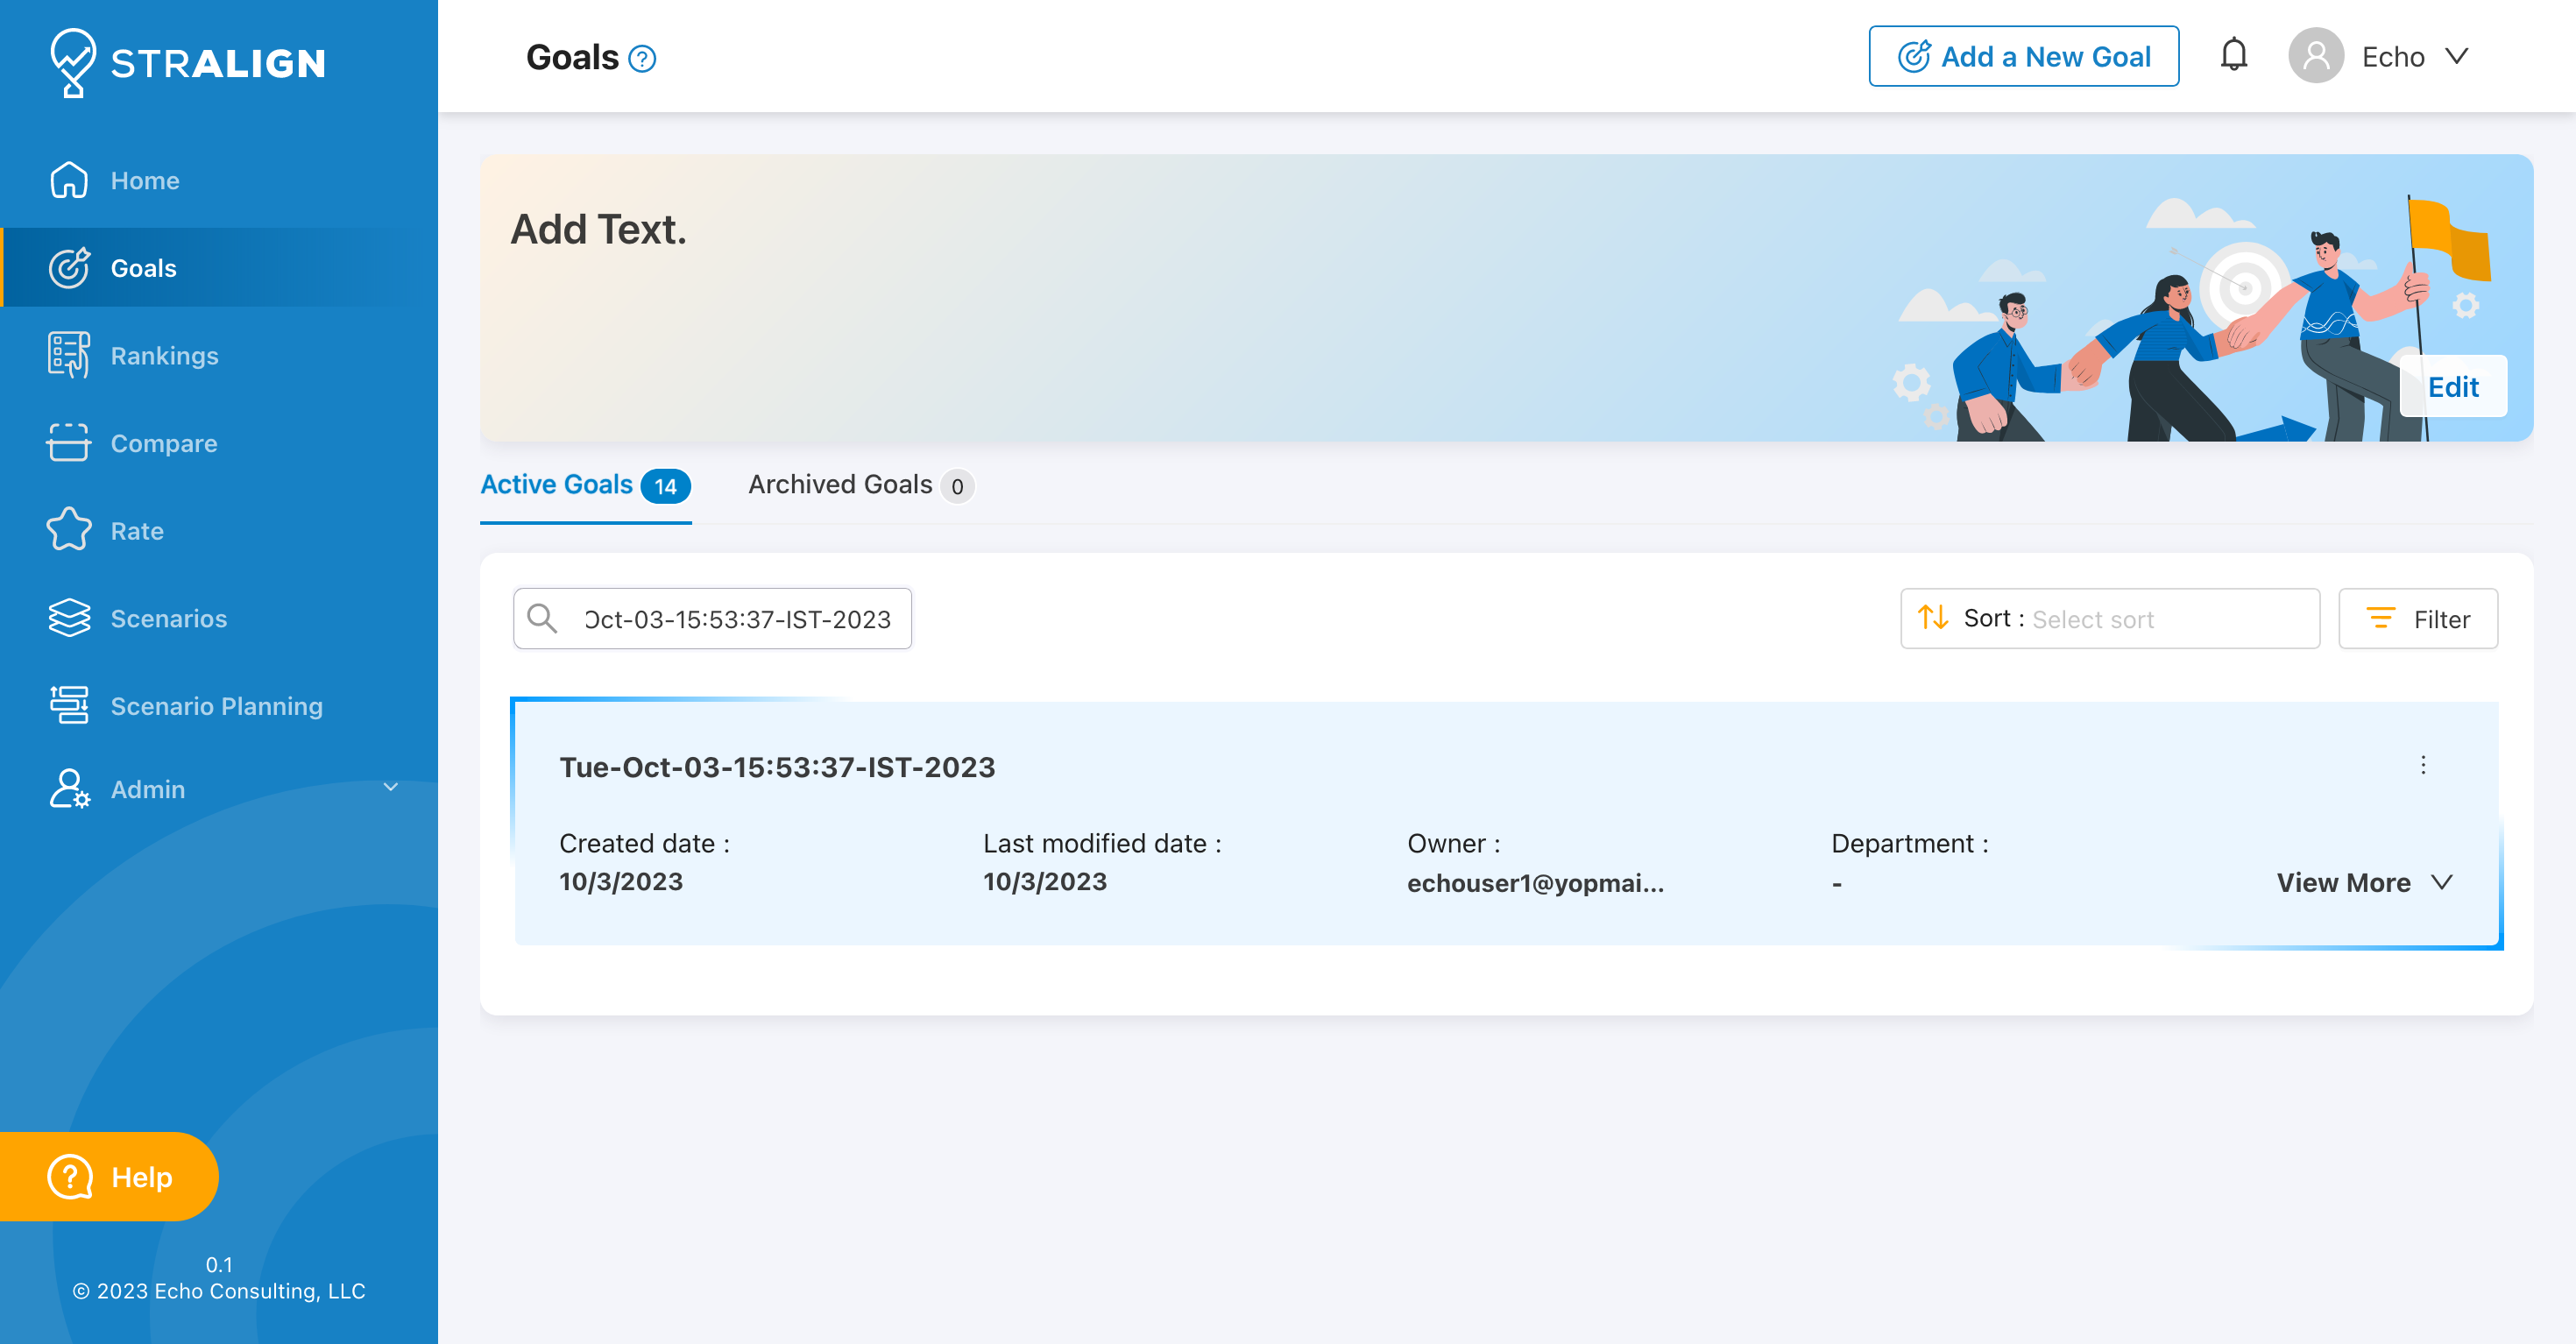 STRALIGN
Home
Goals
Rankings
Compare
Rate
Scenarios
Scenario Planning
Admin
Help
0.1
© 2023 Echo Consulting, LLC
Goals ?
Add a New Goal
Echo
Add Text.
Edit
Active Goals 14
Archived Goals 0
Oct-03-15:53:37-IST-2023
Sort : Select sort
Filter
Tue-Oct-03-15:53:37-IST-2023
Created date :
10/3/2023
Last modified date :
10/3/2023
Owner :
echouser1@yopmai...
Department :
-
View More